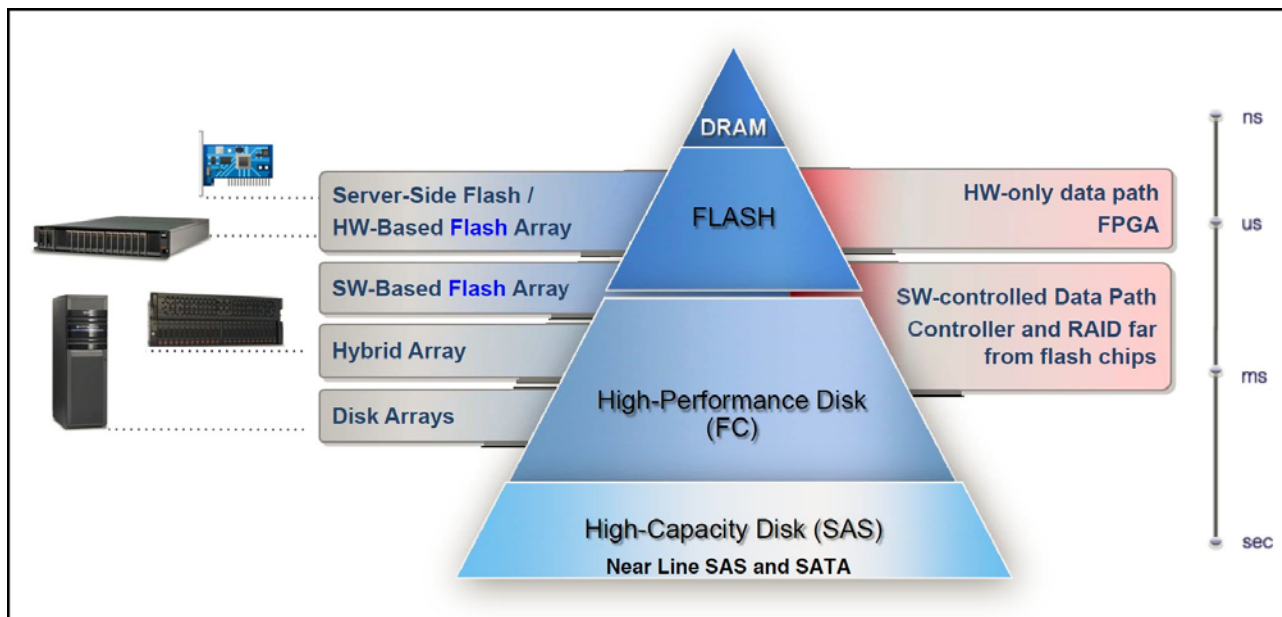 DRAM
FLASH
High-Performance Disk
(FC)
High-Capacity Disk (SAS)
Near Line SAS and SATA
Server-Side Flash /
HW-Based Flash Array
SW-Based Flash Array
Hybrid Array
Disk Arrays
HW-only data path
FPGA
SW-controlled Data Path
Controller and RAID far
from flash chips
ns
us
ms
sec